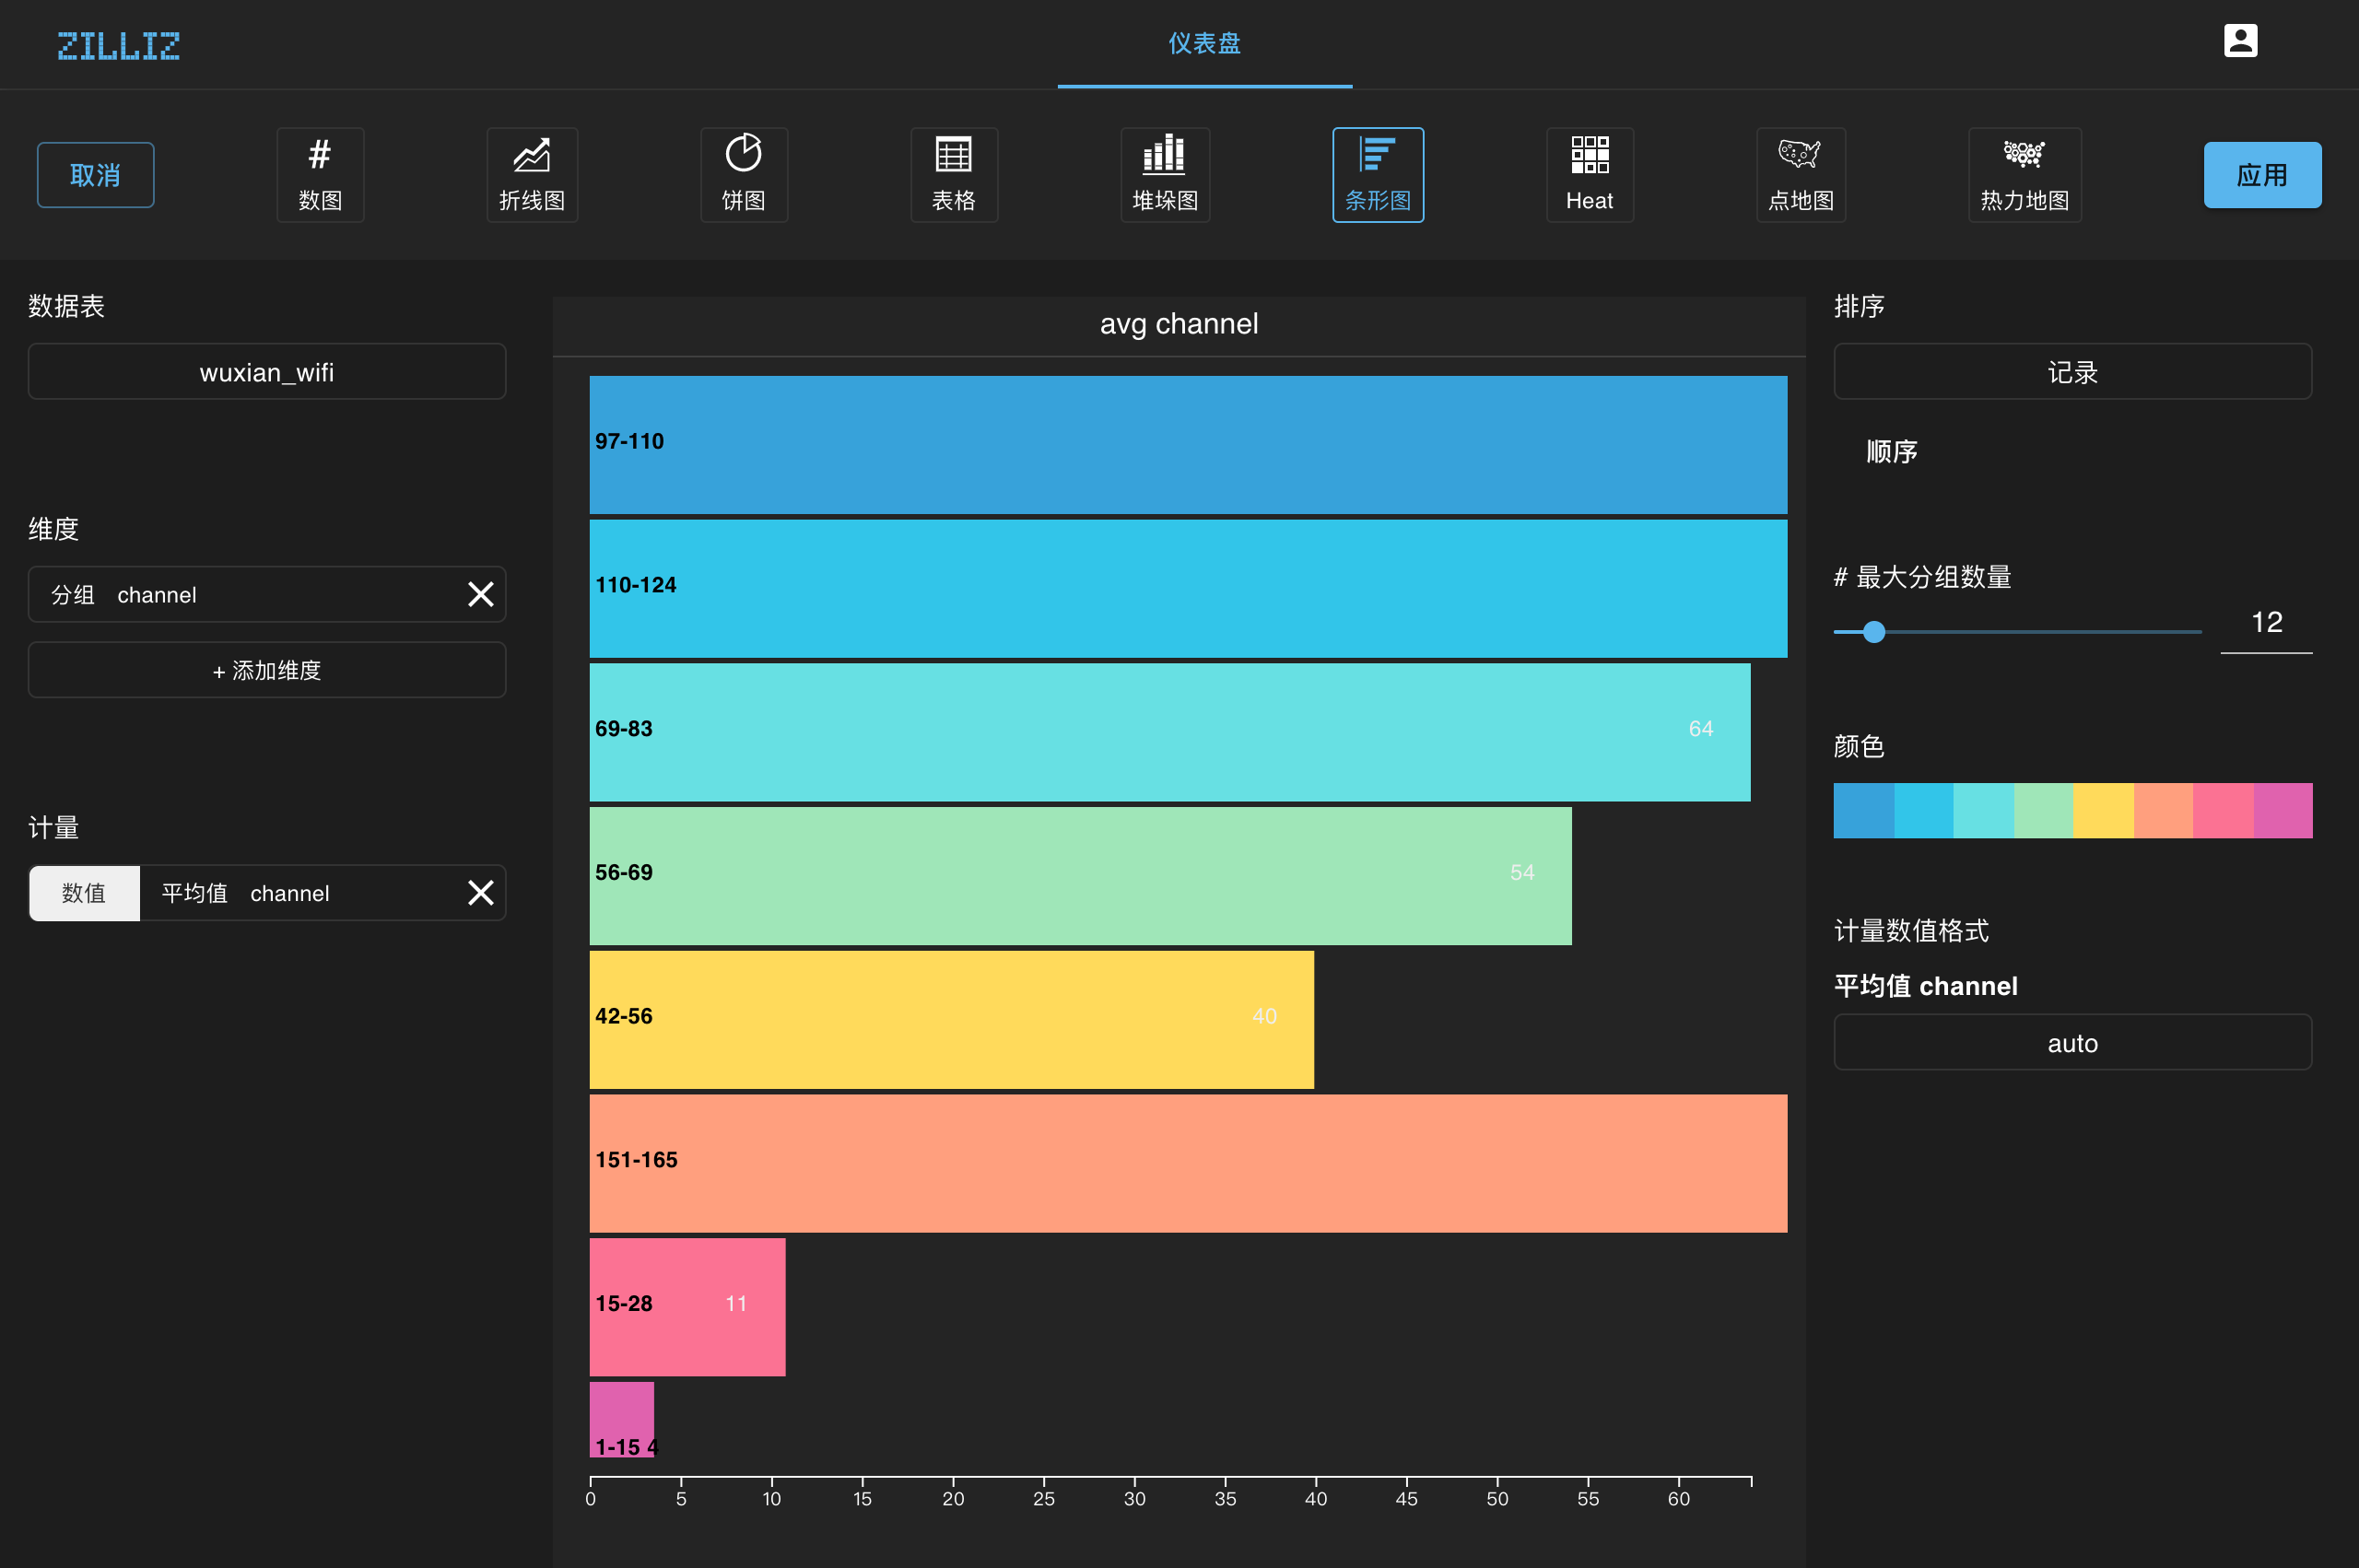 ZILLIZ
仪表盘
取消
#
数图
折线图
饼图
表格
堆垛图
条形图
Heat
点地图
热力地图
应用
数据表
wuxian_wifi
维度
分组 channel
+ 添加维度
计量
数值 平均值 channel
avg channel
97-110
110-124
69-83 64
56-69 54
42-56 40
151-165
15-28 11
1-15 4
0 5 10 15 20 25 30 35 40 45 50 55 60
排序
记录
顺序
# 最大分组数量
12
颜色
计量数值格式
平均值 channel
auto